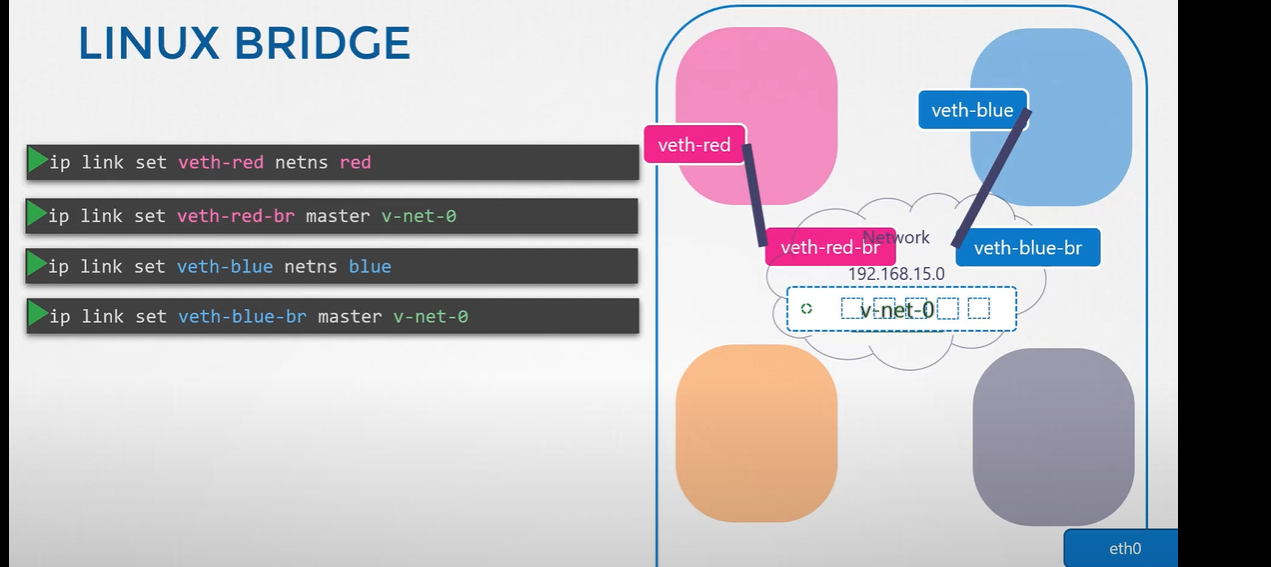 LINUX BRIDGE
ip link set veth-red netns red
ip link set veth-red-br master v-net-0
ip link set veth-blue netns blue
ip link set veth-blue-br master v-net-0
veth-blue
veth-red
Network
veth-red-br
veth-blue-br
192.168.15.0
v-net-0
eth0